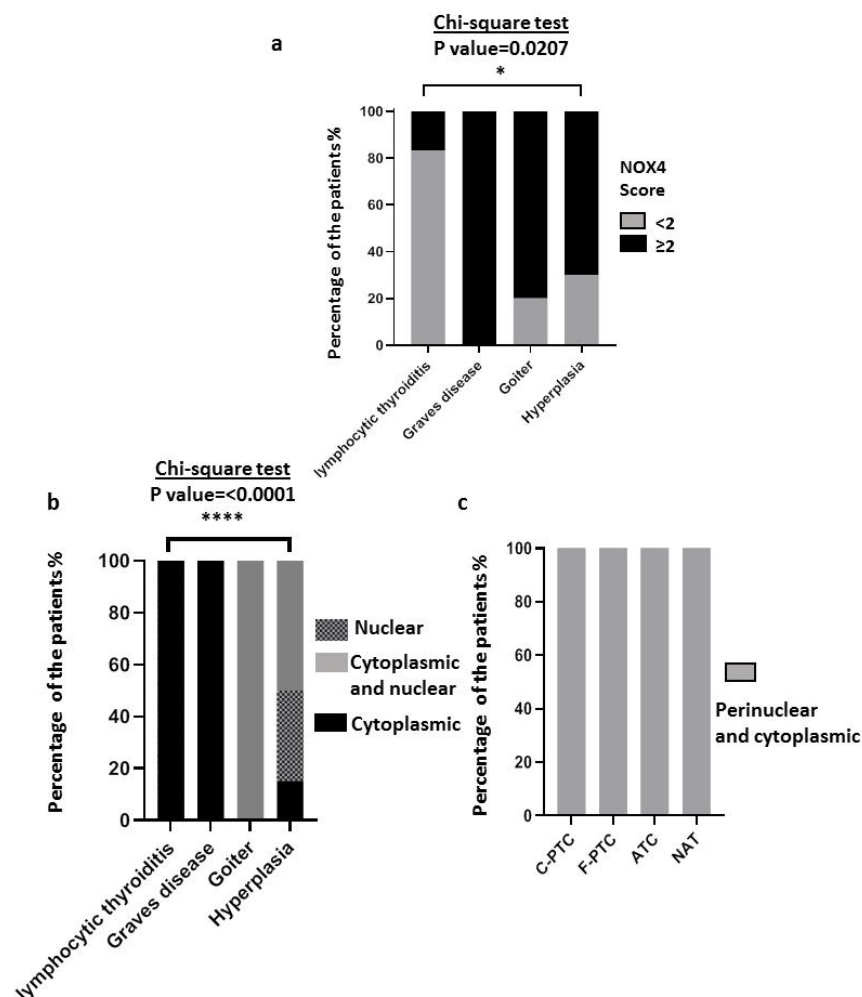 a
Chi-square test
P value=0.0207
*
Percentage of the patients %
100
80
60
40
20
0
lymphocytic thyroiditis
Graves disease
Goiter
Hyperplasia
NOX4
Score
<2
≥2
b
Chi-square test
P value=<0.0001
****
Percentage of the patients %
100
80
60
40
20
0
lymphocytic thyroiditis
Graves disease
Goiter
Hyperplasia
Nuclear
Cytoplasmic
and nuclear
Cytoplasmic
c
Percentage of the patients %
100
80
60
40
20
0
C-PTC
F-PTC
ATC
NAT
Perinuclear
and cytoplasmic